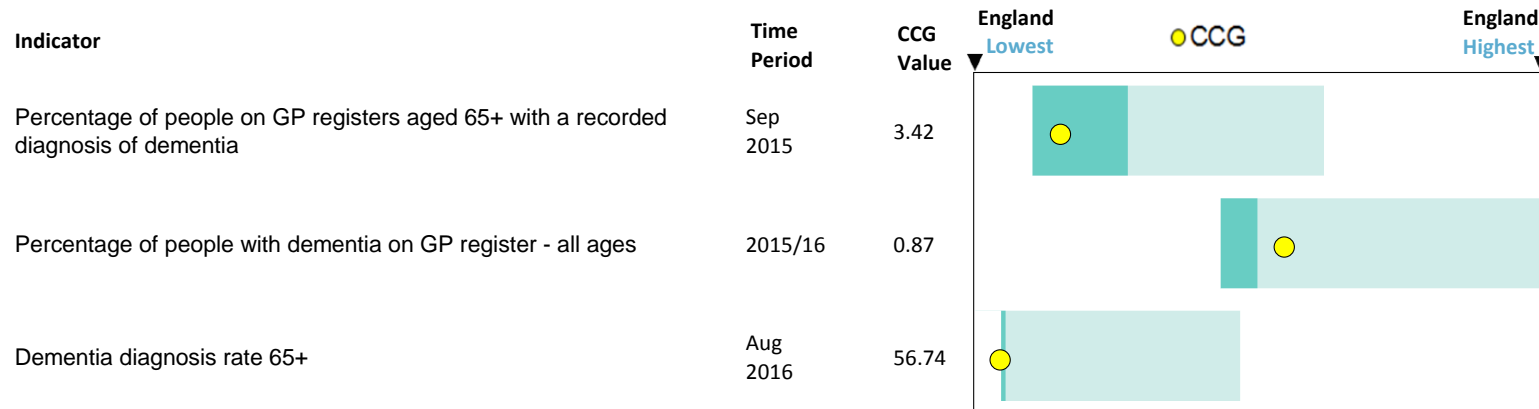 Indicator
Time
Period
CCG
Value
England
Lowest
CCG
England
Highest
Percentage of people on GP registers aged 65+ with a recorded
diagnosis of dementia
Sep
2015
3.42
Percentage of people with dementia on GP register - all ages
2015/16
0.87
Dementia diagnosis rate 65+
Aug
2016
56.74